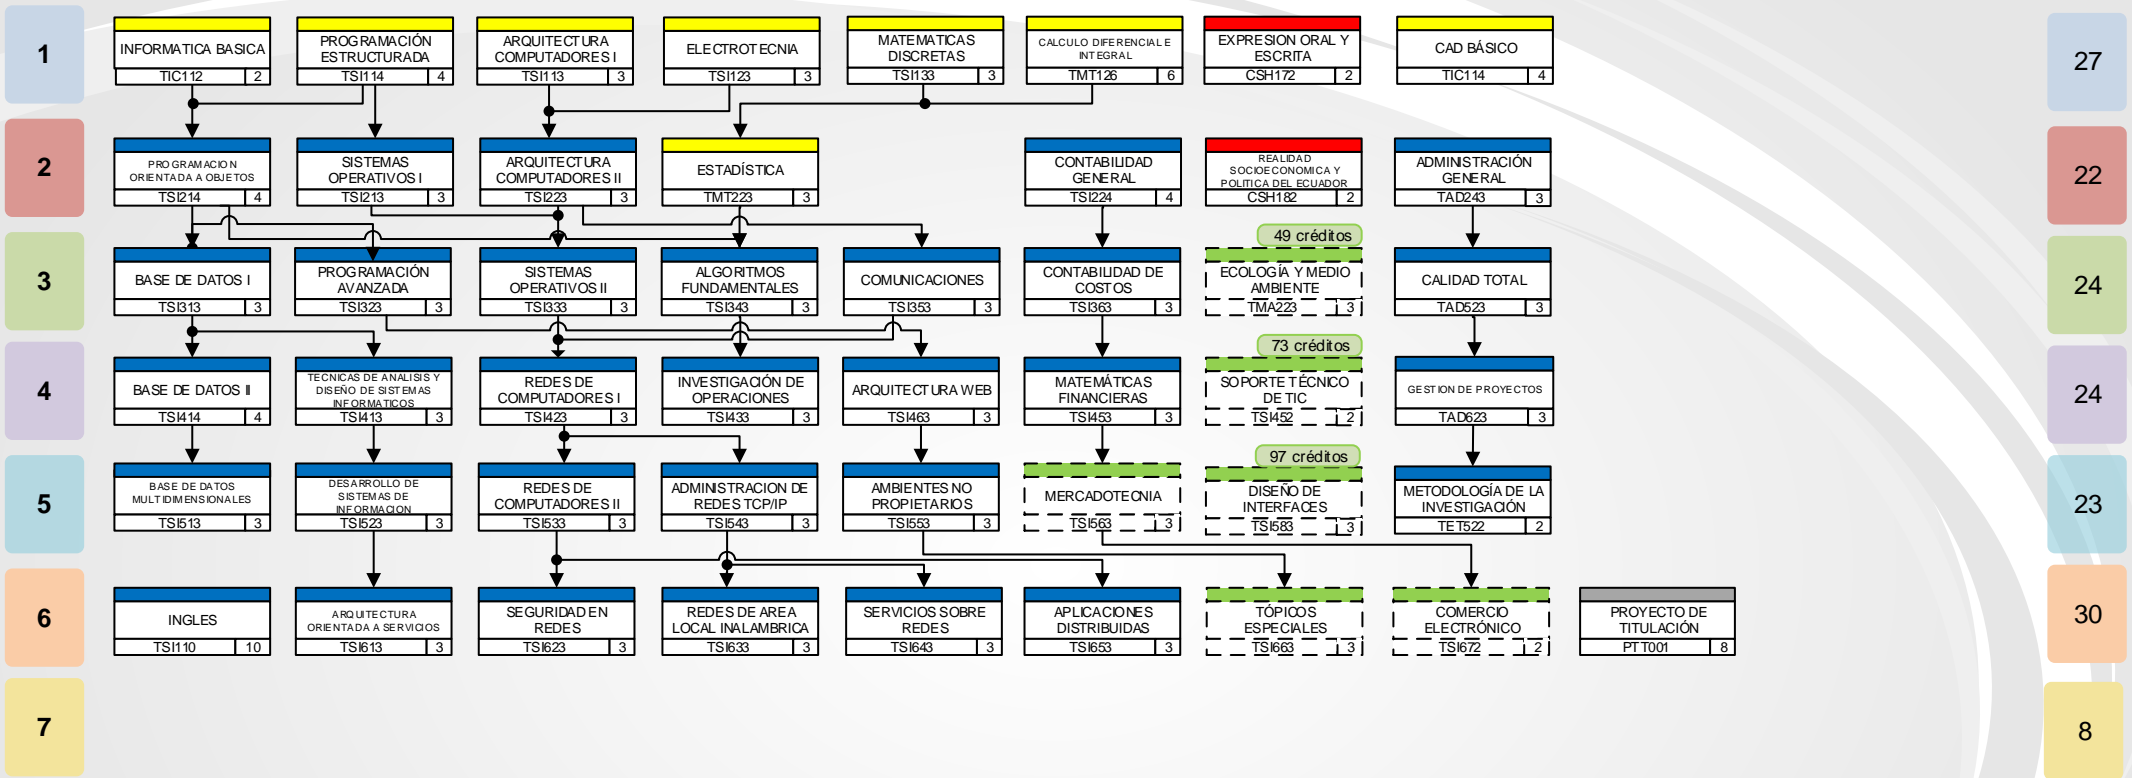 1
INFORMATICA BASICA
TIC112 2
PROGRAMACIÓN
ESTRUCTURADA
TSI114 4
ARQUITECTURA
COMPUTADORES I
TSI113 3
ELECTROTECNIA
TSI123 3
MATEMATICAS
DISCRETAS
TSI133 3
CALCULO DIFERENCIAL E
INTEGRAL
TMT126 6
EXPRESION ORAL Y
ESCRITA
CSH172 2
CAD BÁSICO
TIC114 4
27
2
PROGRAMACION
ORIENTADA A OBJETOS
TSI214 4
SISTEMAS
OPERATIVOS I
TSI213 3
ARQUITECTURA
COMPUTADORES II
TSI223 3
ESTADÍSTICA
TMT223 3
CONTABILIDAD
GENERAL
TSI224 4
REALIDAD
SOCIOECONOMICA Y
POLITICA DEL ECUADOR
CSH182 2
ADMINISTRACIÓN
GENERAL
TAD243 3
22
3
BASE DE DATOS I
TSI313 3
PROGRAMACIÓN
AVANZADA
TSI323 3
SISTEMAS
OPERATIVOS II
TSI333 3
ALGORITMOS
FUNDAMENTALES
TSI343 3
COMUNICACIONES
TSI353 3
CONTABILIDAD DE
COSTOS
TSI363 3
49 créditos
ECOLOGÍA Y MEDIO
AMBIENTE
TMA223 3
CALIDAD TOTAL
TAD523 3
24
4
BASE DE DATOS II
TSI414 4
TECNICAS DE ANALISIS Y
DISEÑO DE SISTEMAS
INFORMATICOS
TSI413 3
REDES DE
COMPUTADORES I
TSI423 3
INVESTIGACIÓN DE
OPERACIONES
TSI433 3
ARQUITECTURA WEB
TSI463 3
MATEMÁTICAS
FINANCIERAS
TSI453 3
73 créditos
SOPORTE TÉCNICO
DE TIC
TSI452 2
GESTION DE PROYECTOS
TAD623 3
24
5
BASE DE DATOS
MULTIDIMENSIONALES
TSI513 3
DESARROLLO DE
SISTEMAS DE
INFORMACION
TSI523 3
REDES DE
COMPUTADORES II
TSI533 3
ADMINISTRACION DE
REDES TCP/IP
TSI543 3
AMBIENTES NO
PROPIETARIOS
TSI553 3
MERCADOTECNIA
TSI563 3
97 créditos
DISEÑO DE
INTERFACES
TSI583 3
METODOLOGÍA DE LA
INVESTIGACIÓN
TET522 2
23
6
INGLES
TSI110 10
ARQUITECTURA
ORIENTADA A SERVICIOS
TSI613 3
SEGURIDAD EN
REDES
TSI623 3
REDES DE AREA
LOCAL INALAMBRICA
TSI633 3
SERVICIOS SOBRE
REDES
TSI643 3
APLICACIONES
DISTRIBUIDAS
TSI653 3
TÓPICOS
ESPECIALES
TSI663 3
COMERCIO
ELECTRÓNICO
TSI672 2
PROYECTO DE
TITULACIÓN
PTT001 8
30
7
8